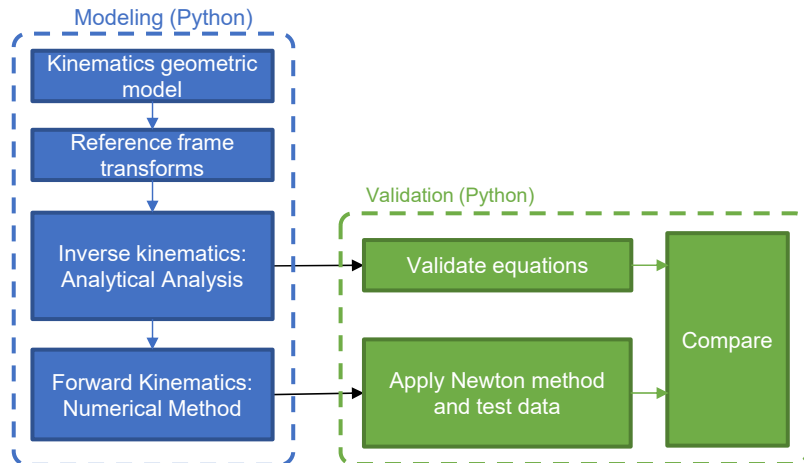 Modeling (Python)
Kinematics geometric
model
Reference frame
transforms
Inverse kinematics:
Analytical Analysis
Forward Kinematics:
Numerical Method
Validation (Python)
Validate equations
Apply Newton method
and test data
Compare